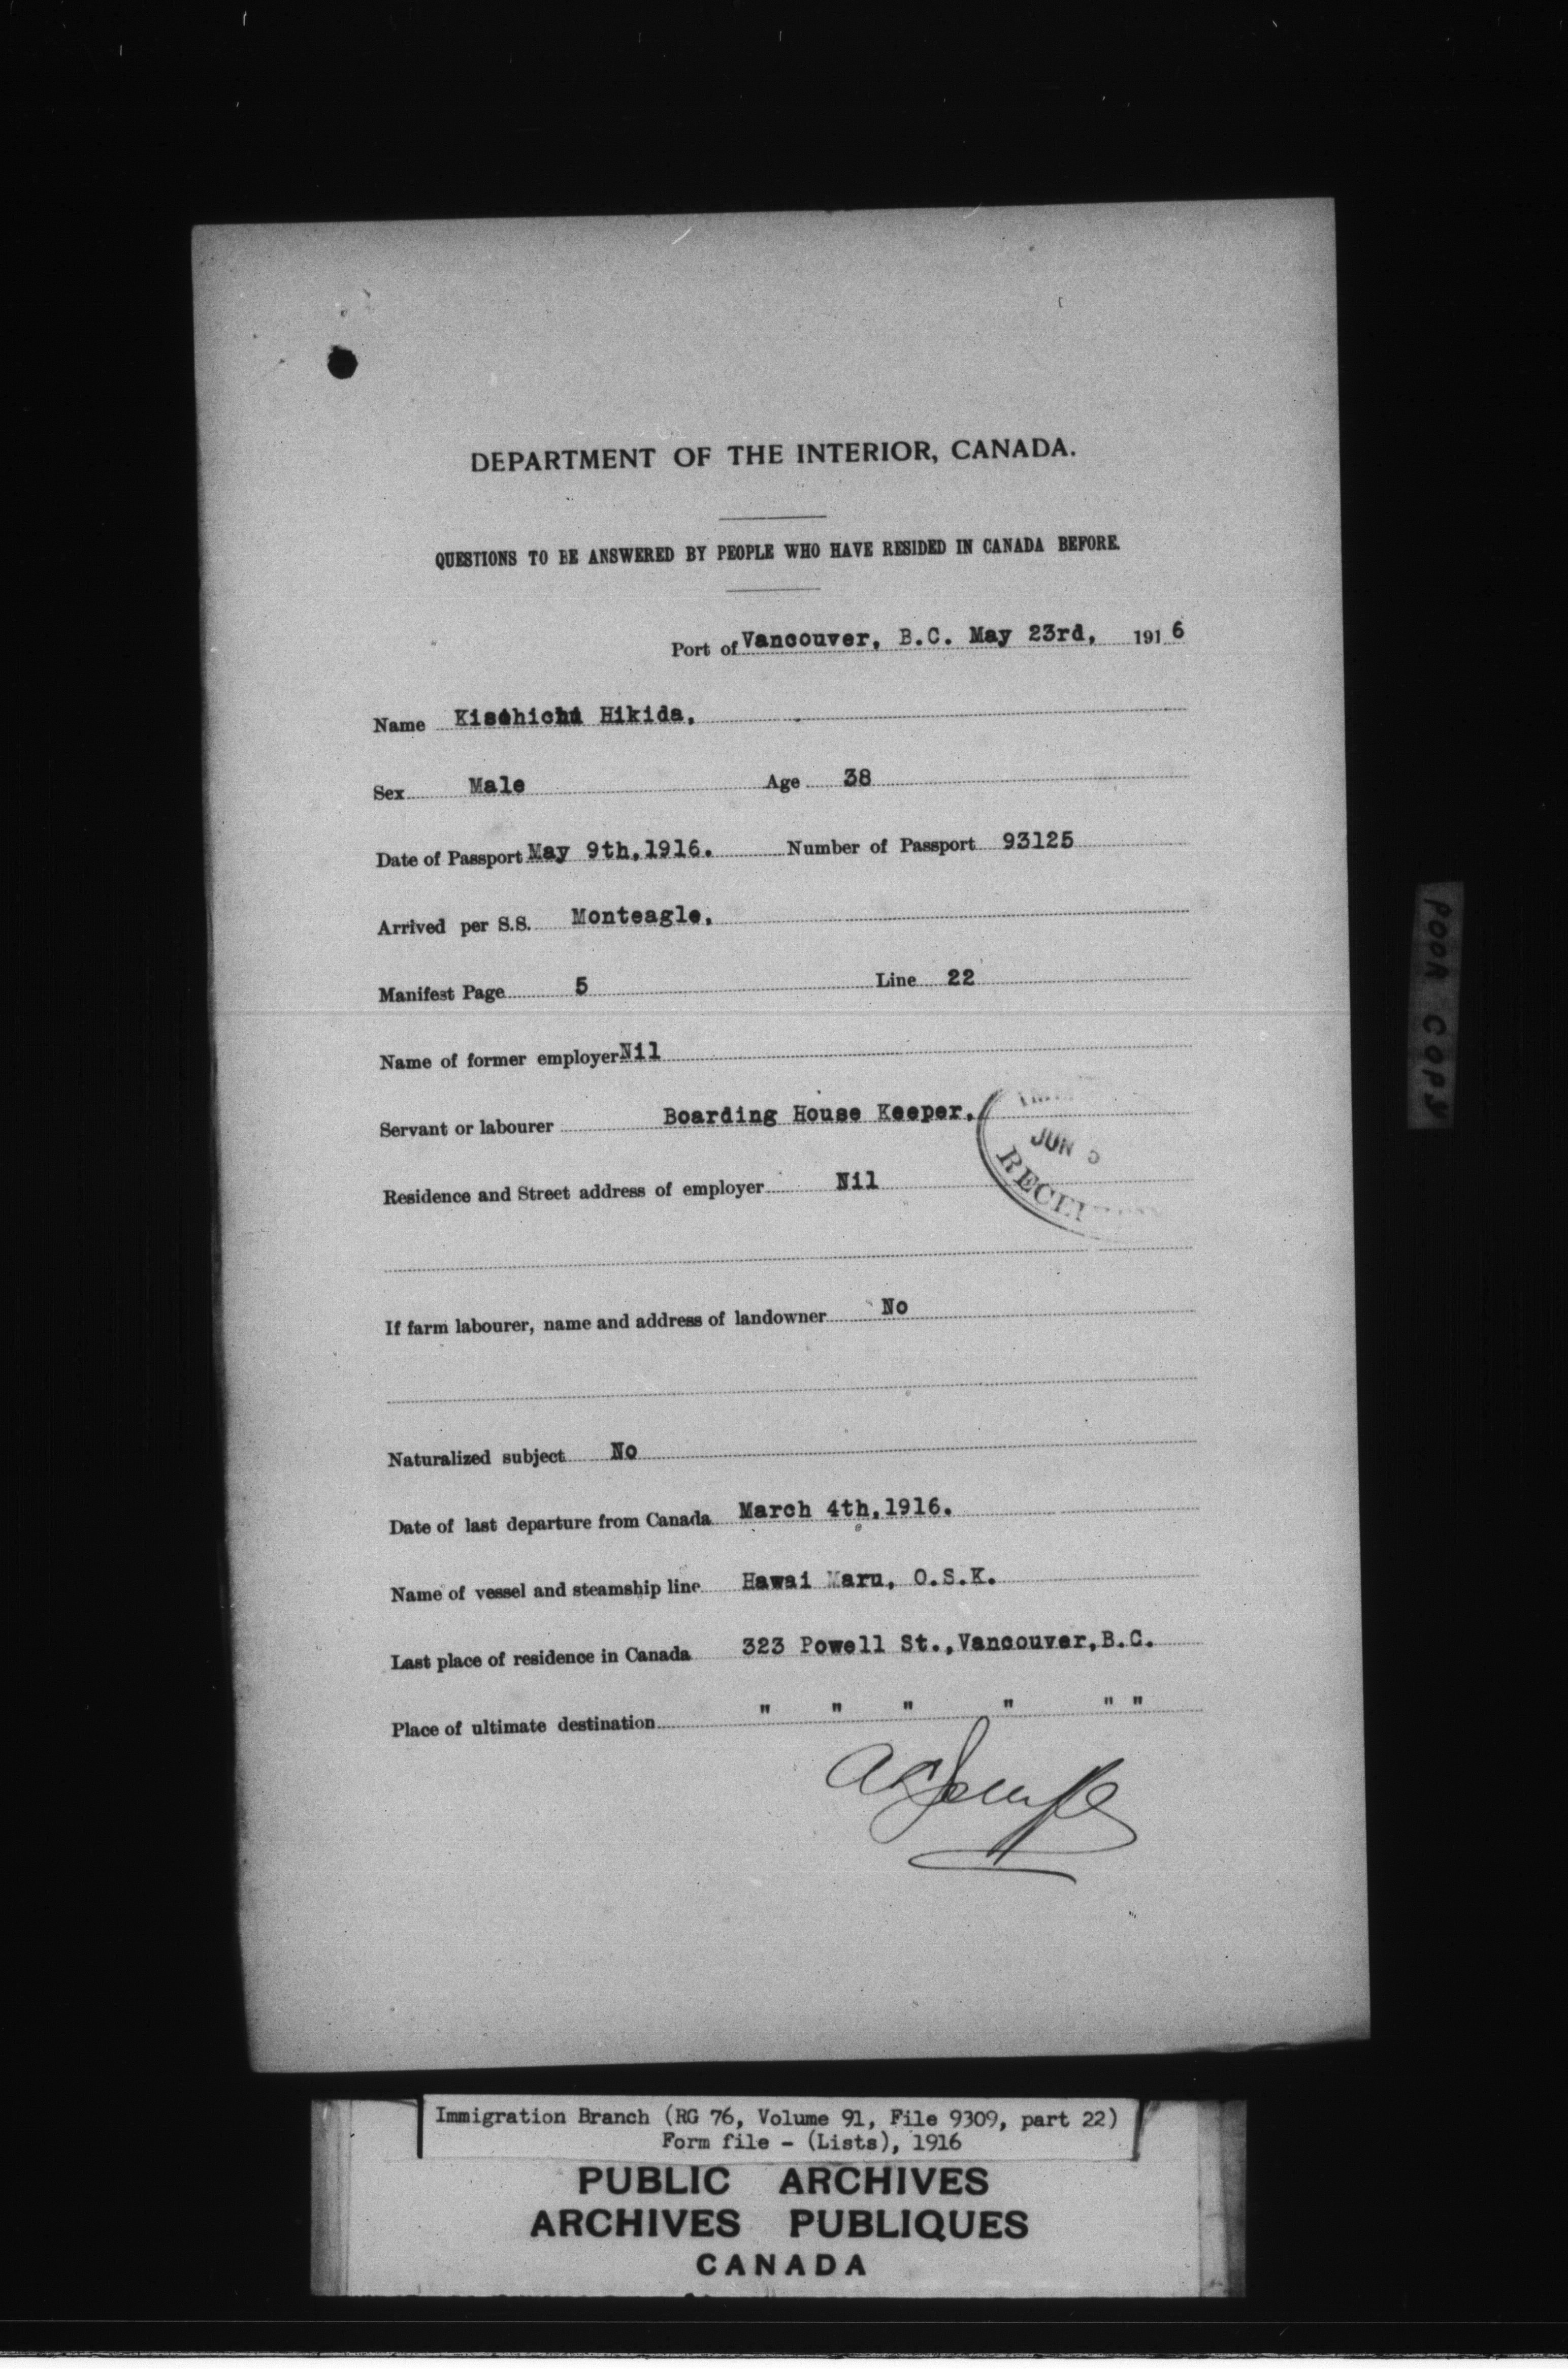 DEPARTMENT OF THE INTERIOR, CANADA.
QUESTIONS TO BE ANSWERED BY PEOPLE WHO HAVE RESIDED IN CANADA BEFORE.
Port of Vancouver, B.C. May 23rd, 1916
Name Hikida,
Sex Male Age 38
Date of Passport May 9th,1916. Number of Passport 93125
Arrived per S.S. Monteagle,
Manifest Page 5 Line 22
Name of former employer Nil
Servant or labourer Boarding House Keeper.
JUN
Residence and Street address of employer Nil
If farm labourer, name and address of landowner No
Naturalized subject No
Date of last departure from Canada March 4th,1916.
Name of vessel and steamship line Hawai Maru, O.S.K.
Last place of residence in Canada 323 Powell St.,Vancouver,B.C.
Place of ultimate destination " " " " " "
POOR COPY
Immigration Branch (RG 76, Volume 91, File 9309, part 22)
Form file - (Lists), 1916
PUBLIC ARCHIVES
ARCHIVES PUBLIQUES
CANADA